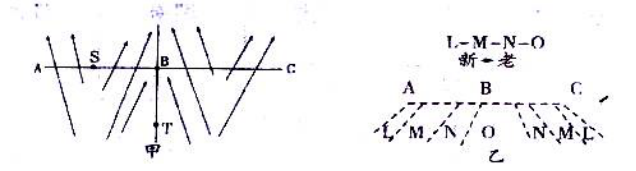 S
A B C
T
甲
L-M-N-O
新←老
A B C
L M N O N M L
乙